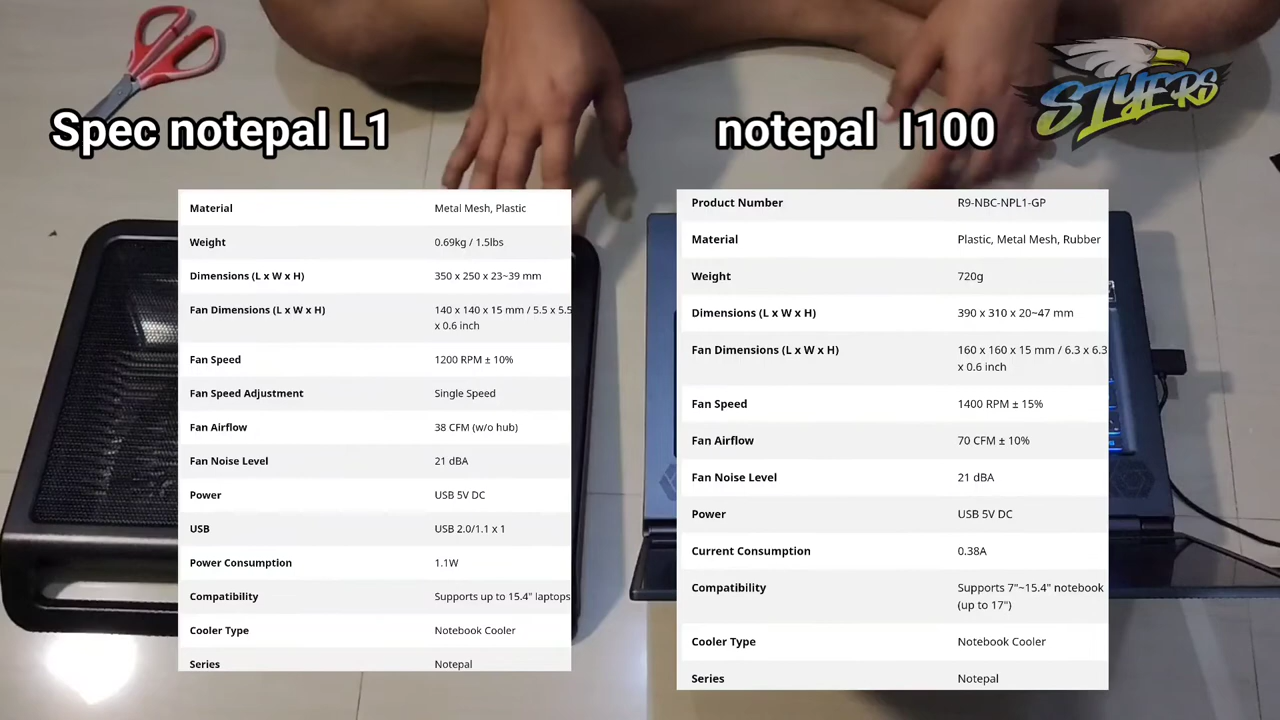 SLYERS
Spec notepal L1
notepal I100
Material Metal Mesh, Plastic
Weight 0.69kg / 1.5lbs
Dimensions (L x W x H) 350 x 250 x 23~39 mm
Fan Dimensions (L x W x H) 140 x 140 x 15 mm / 5.5 x 5.5
x 0.6 inch
Fan Speed 1200 RPM ± 10%
Fan Speed Adjustment Single Speed
Fan Airflow 38 CFM (w/o hub)
Fan Noise Level 21 dBA
Power USB 5V DC
USB USB 2.0/1.1 x 1
Power Consumption 1.1W
Compatibility Supports up to 15.4" laptops
Cooler Type Notebook Cooler
Series Notepal
Product Number R9-NBC-NPL1-GP
Material Plastic, Metal Mesh, Rubber
Weight 720g
Dimensions (L x W x H) 390 x 310 x 20~47 mm
Fan Dimensions (L x W x H) 160 x 160 x 15 mm / 6.3 x 6.3
x 0.6 inch
Fan Speed 1400 RPM ± 15%
Fan Airflow 70 CFM ± 10%
Fan Noise Level 21 dBA
Power USB 5V DC
Current Consumption 0.38A
Compatibility Supports 7"~15.4" notebook
(up to 17")
Cooler Type Notebook Cooler
Series Notepal